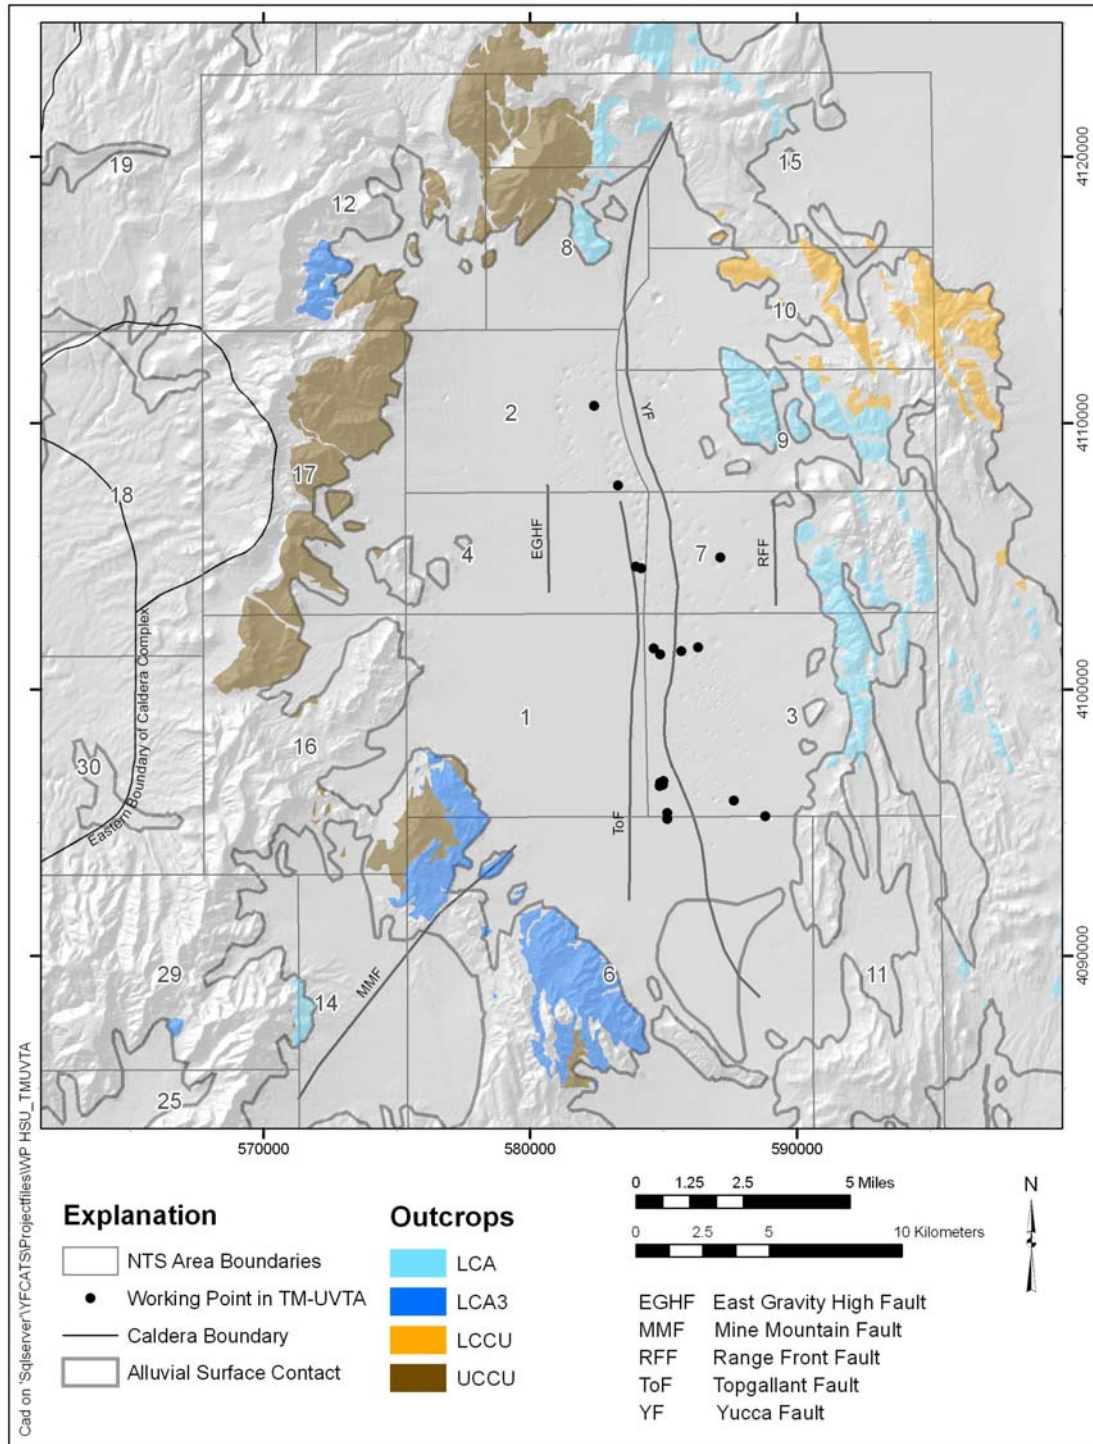 19
12
15
8
10
2
YF
9
17
18
EGHF
4
7
RFF
Eastern Boundary of Caldera Complex
1
3
16
30
ToF
29
14
MMF
6
11
25
4120000
4110000
4100000
4090000
570000
580000
590000
Cad on 'Sqlserver'\YFCATS\Projectfiles\WP HSU_TMUVTA
Explanation
NTS Area Boundaries
Working Point in TM-UVTA
Caldera Boundary
Alluvial Surface Contact
Outcrops
LCA
LCA3
LCCU
UCCU
0 1.25 2.5 5 Miles
0 2.5 5 10 Kilometers
N
EGHF East Gravity High Fault
MMF Mine Mountain Fault
RFF Range Front Fault
ToF Topgallant Fault
YF Yucca Fault